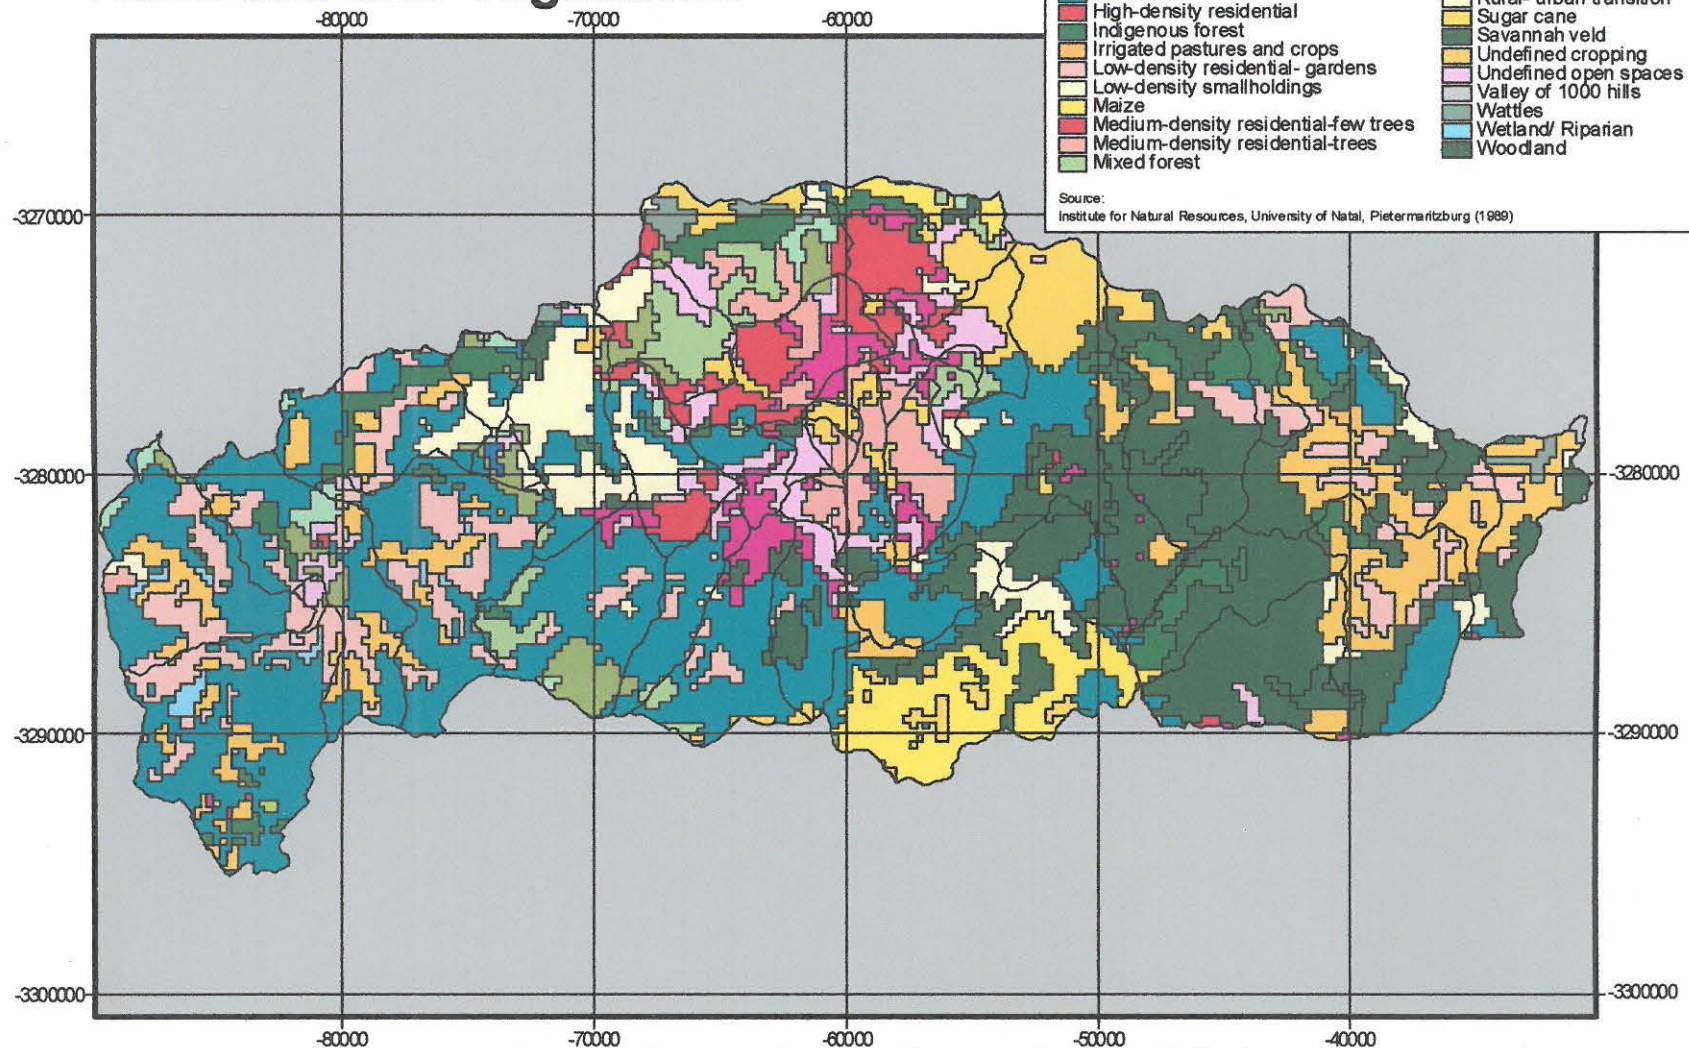 -80000
-70000
-60000
High-density residential
Indigenous forest
Irrigated pastures and crops
Low-density residential- gardens
Low-density smallholdings
Maize
Medium-density residential-few trees
Medium-density residential-trees
Mixed forest
Rural- urban transition
Sugar cane
Savannah veld
Undefined cropping
Undefined open spaces
Valley of 1000 hills
Wattles
Wetland/ Riparian
Woodland
Source:
Institute for Natural Resources, University of Natal, Pietermaritzburg (1989)
-3270000
-3280000
-3280000
-3290000
-3290000
-3300000
-3300000
-80000
-70000
-60000
-50000
-40000